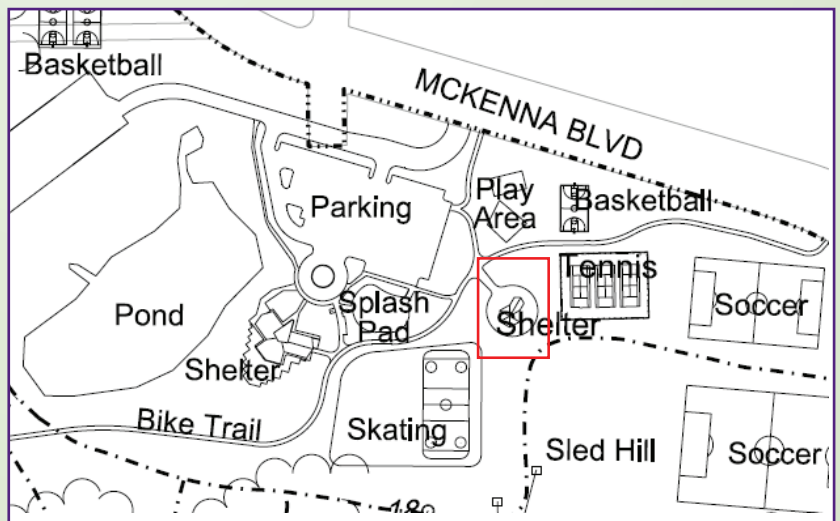 Basketball
MCKENNA BLVD
Play
Area
Basketball
Parking
Tennis
Splash
Pad
Soccer
Pond
Shelter
Shelter
Bike Trail
Skating
Sled Hill
Soccer